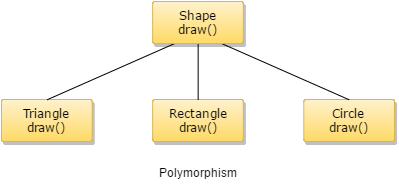 Shape
draw()
Triangle
draw()
Rectangle
draw()
Circle
draw()
Polymorphism